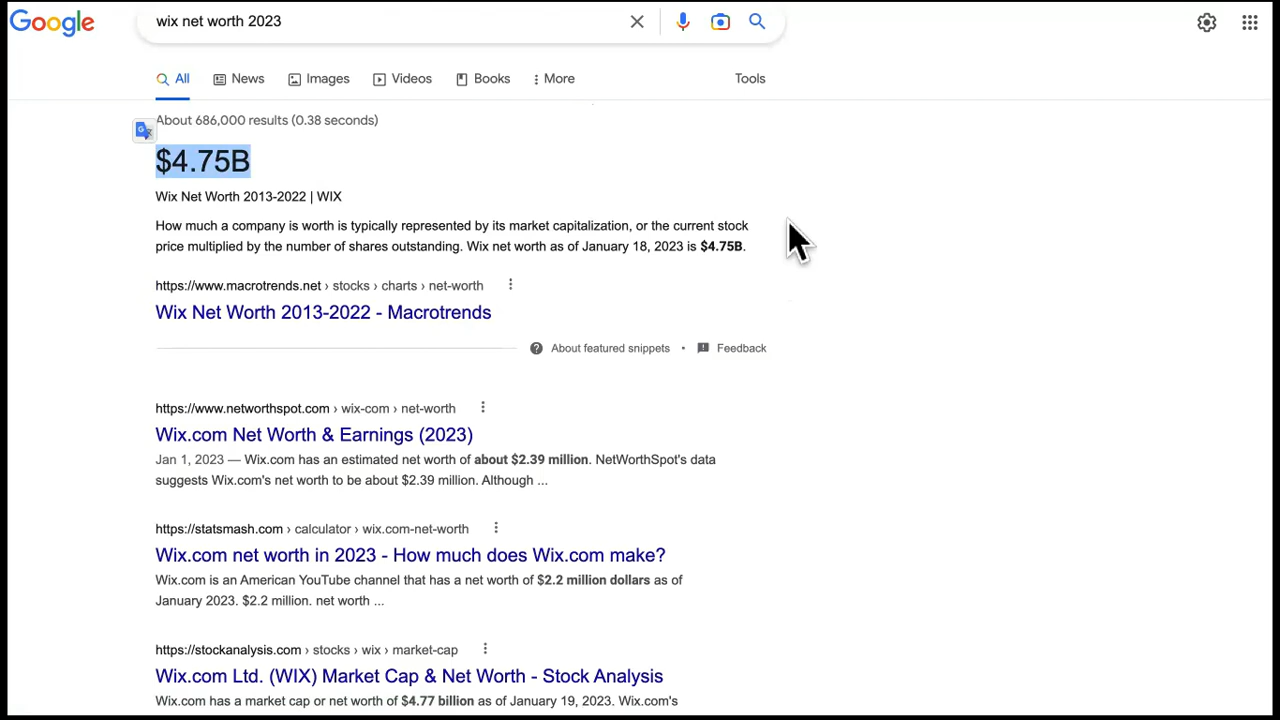 Google
wix net worth 2023
All News Images Videos Books More Tools
About 686,000 results (0.38 seconds)
$4.75B
Wix Net Worth 2013-2022 | WIX
How much a company is worth is typically represented by its market capitalization, or the current stock
price multiplied by the number of shares outstanding. Wix net worth as of January 18, 2023 is $4.75B.
https://www.macrotrends.net › stocks › charts › net-worth
Wix Net Worth 2013-2022 - Macrotrends
About featured snippets • Feedback
https://www.networthspot.com › wix-com › net-worth
Wix.com Net Worth & Earnings (2023)
Jan 1, 2023 — Wix.com has an estimated net worth of about $2.39 million. NetWorthSpot's data
suggests Wix.com's net worth to be about $2.39 million. Although ...
https://statsmash.com › calculator › wix.com-net-worth
Wix.com net worth in 2023 - How much does Wix.com make?
Wix.com is an American YouTube channel that has a net worth of $2.2 million dollars as of
January 2023. $2.2 million. net worth ...
https://stockanalysis.com › stocks › wix › market-cap
Wix.com Ltd. (WIX) Market Cap & Net Worth - Stock Analysis
Wix.com has a market cap or net worth of $4.77 billion as of January 19, 2023. Wix.com's